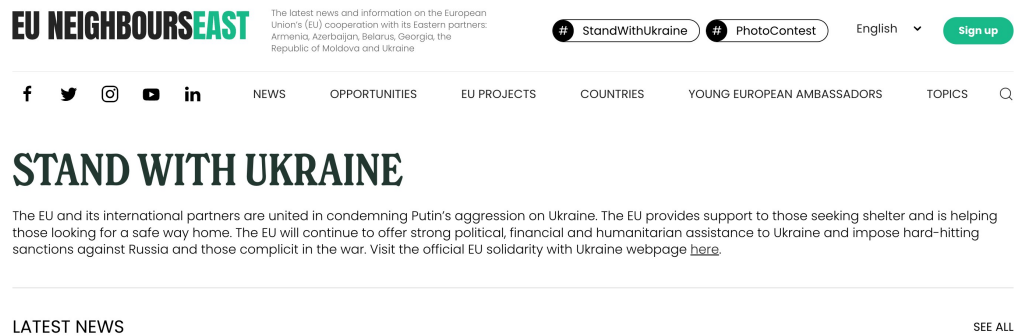 EU NEIGHBOURSEAST
The latest news and information on the European
Union's (EU) cooperation with its Eastern partners:
Armenia, Azerbaijan, Belarus, Georgia, the
Republic of Moldova and Ukraine
# StandWithUkraine
# PhotoContest
English
Sign up
NEWS
OPPORTUNITIES
EU PROJECTS
COUNTRIES
YOUNG EUROPEAN AMBASSADORS
TOPICS
STAND WITH UKRAINE
The EU and its international partners are united in condemning Putin's aggression on Ukraine. The EU provides support to those seeking shelter and is helping
those looking for a safe way home. The EU will continue to offer strong political, financial and humanitarian assistance to Ukraine and impose hard-hitting
sanctions against Russia and those complicit in the war. Visit the official EU solidarity with Ukraine webpage here.
LATEST NEWS
SEE ALL